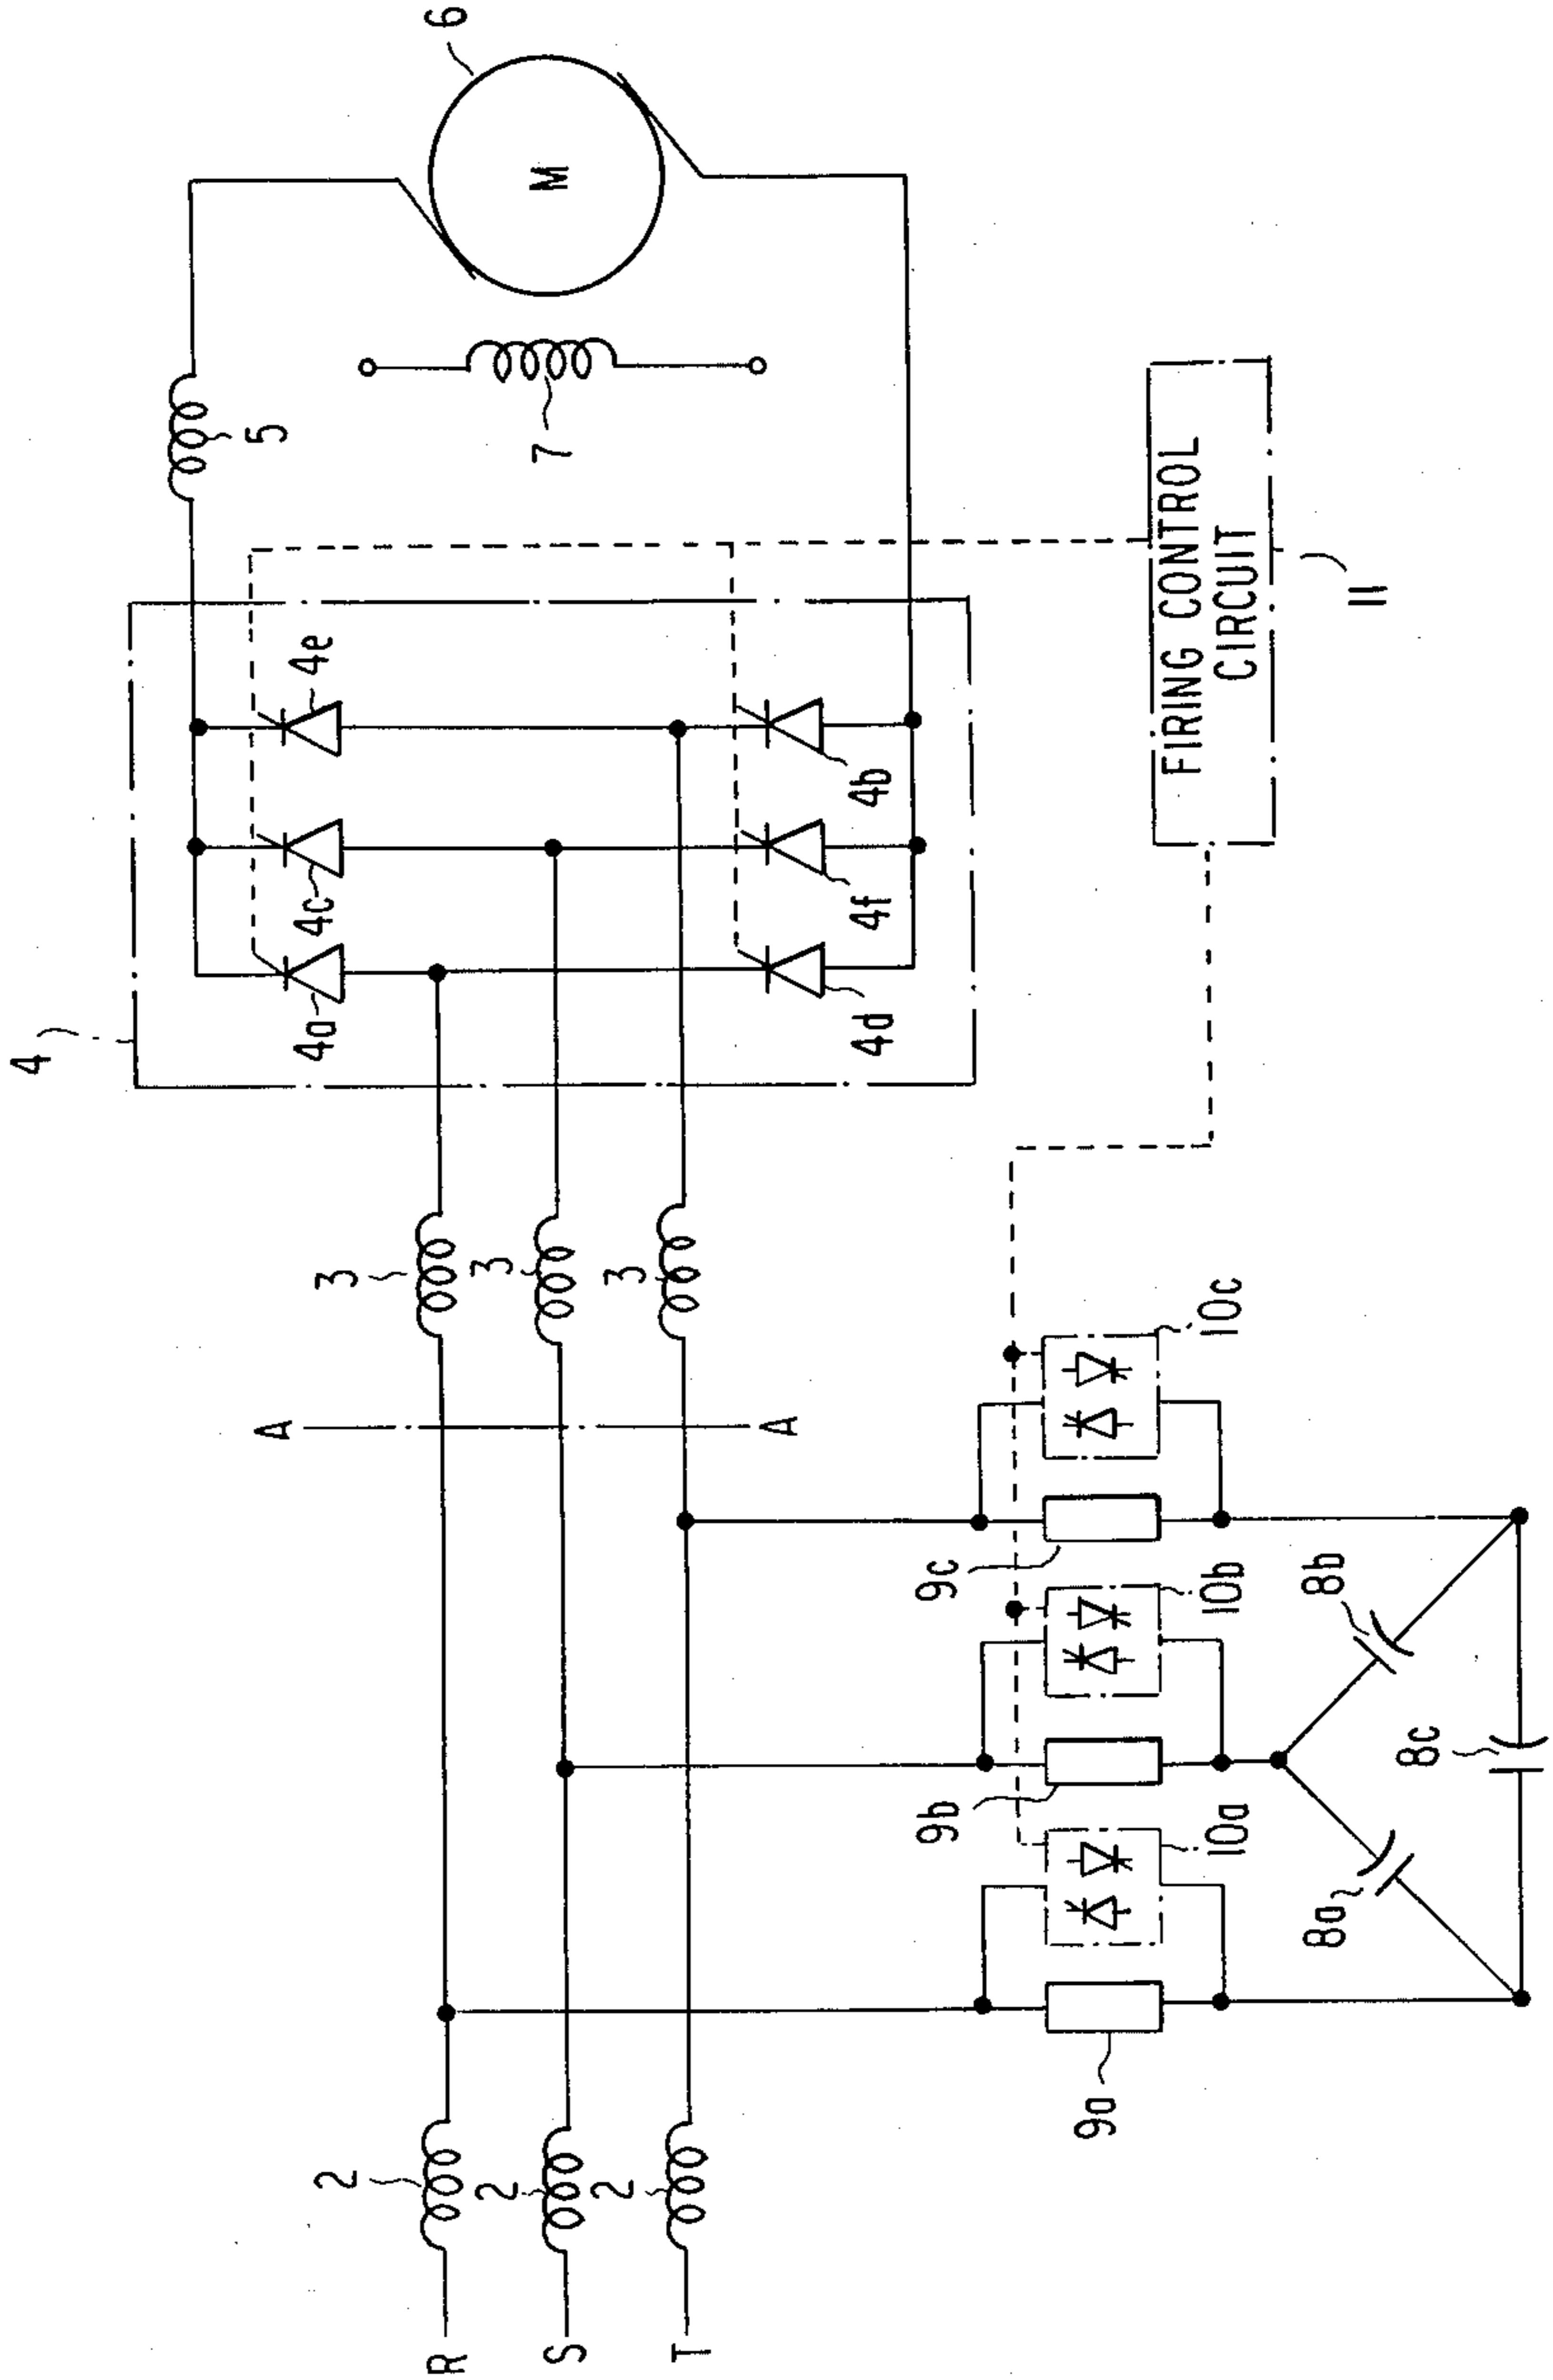 4
4a
4c
4e
5
6
M
7
4d
4f
4b
3
3
3
A
A
2
2
2
R
S
T
9a
9b
9c
10a
10b
10c
8a
8b
8c
FIRING CONTROL
CIRCUIT
11